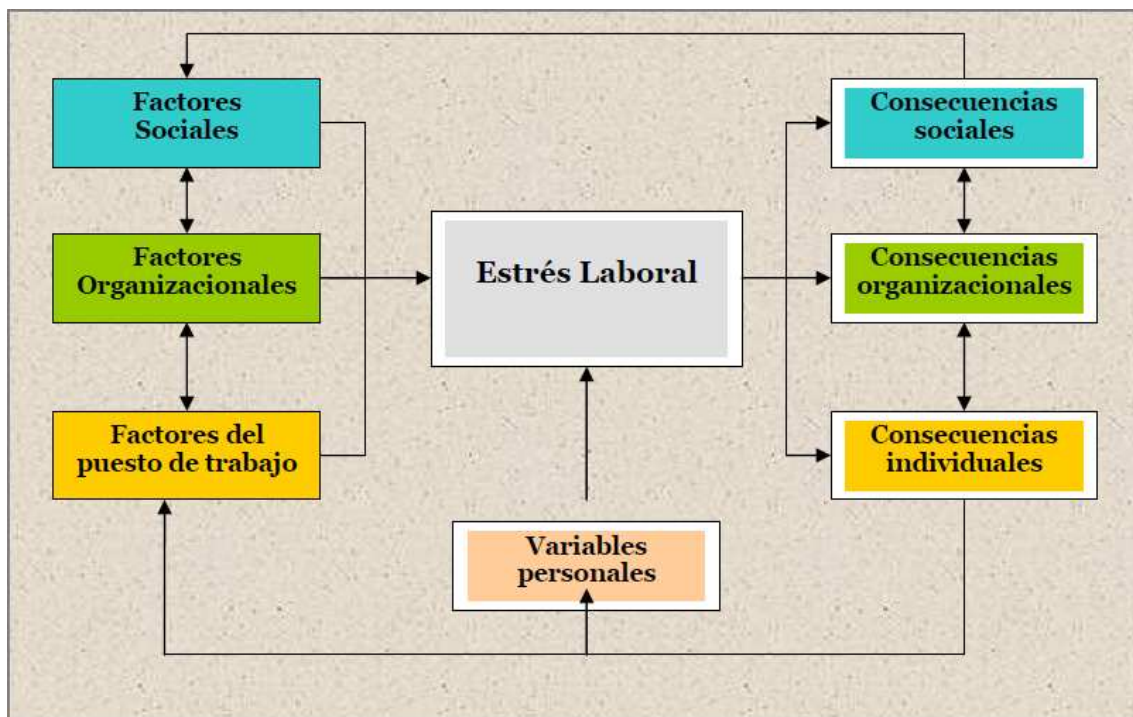 Factores
Sociales
Factores
Organizacionales
Factores del
puesto de trabajo
Estrés Laboral
Variables
personales
Consecuencias
sociales
Consecuencias
organizacionales
Consecuencias
individuales